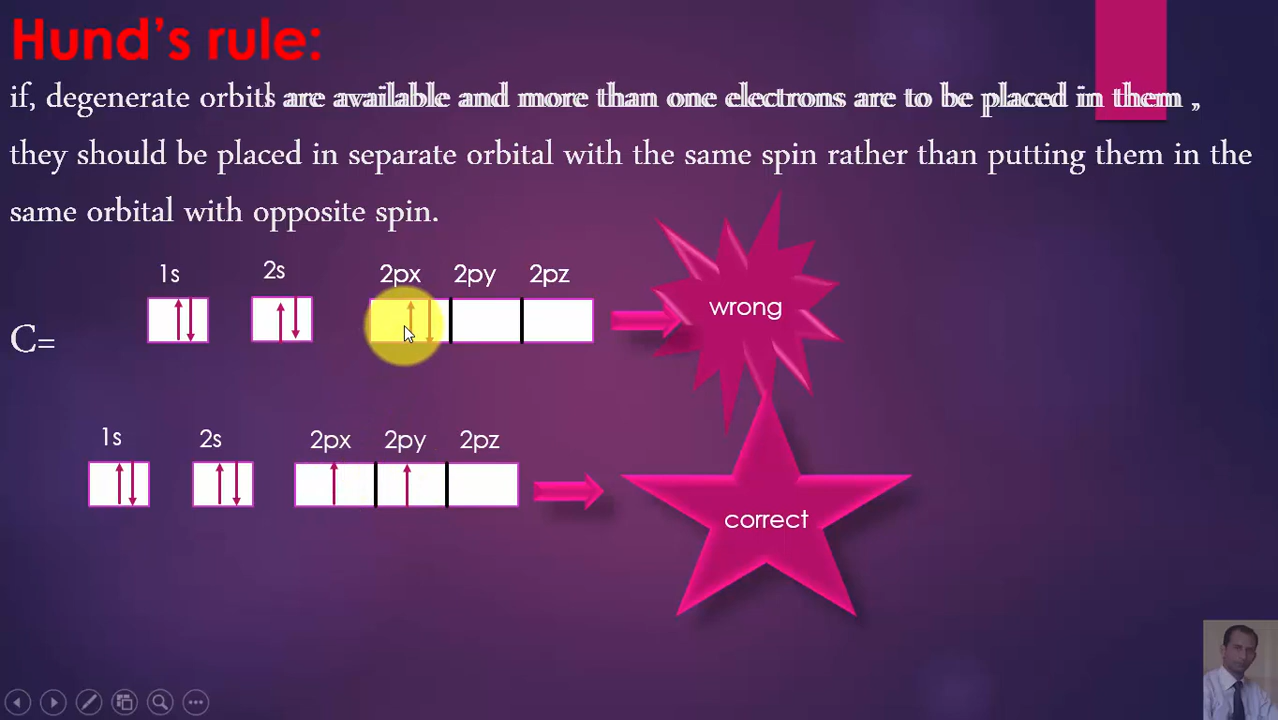 Hund's rule:
if, degenerate orbitls are available and more than one electrons are to be placed in them ,
they should be placed in separate orbital with the same spin rather than putting them in the
same orbital with opposite spin.
1s 2s 2px 2py 2pz
wrong
C=
1s 2s 2px 2py 2pz
correct